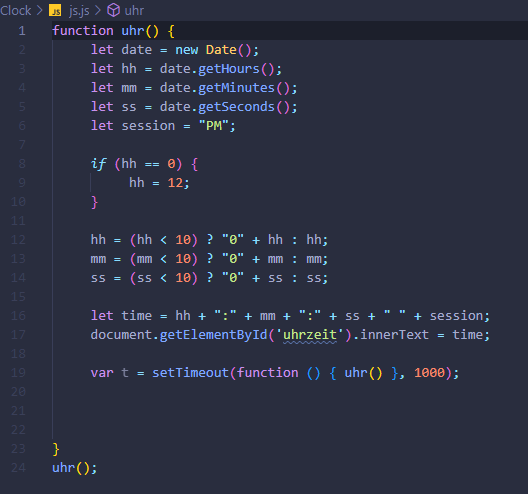 Clock > JS js.js > uhr
1 function uhr() {
2 let date = new Date();
3 let hh = date.getHours();
4 let mm = date.getMinutes();
5 let ss = date.getSeconds();
6 let session = "PM";
7
8 if (hh == 0) {
9 hh = 12;
10 }
11
12 hh = (hh < 10) ? "0" + hh : hh;
13 mm = (mm < 10) ? "0" + mm : mm;
14 ss = (ss < 10) ? "0" + ss : ss;
15
16 let time = hh + ":" + mm + ":" + ss + " " + session;
17 document.getElementById('uhrzeit').innerText = time;
18
19 var t = setTimeout(function () { uhr() }, 1000);
20
21
22
23 }
24 uhr();